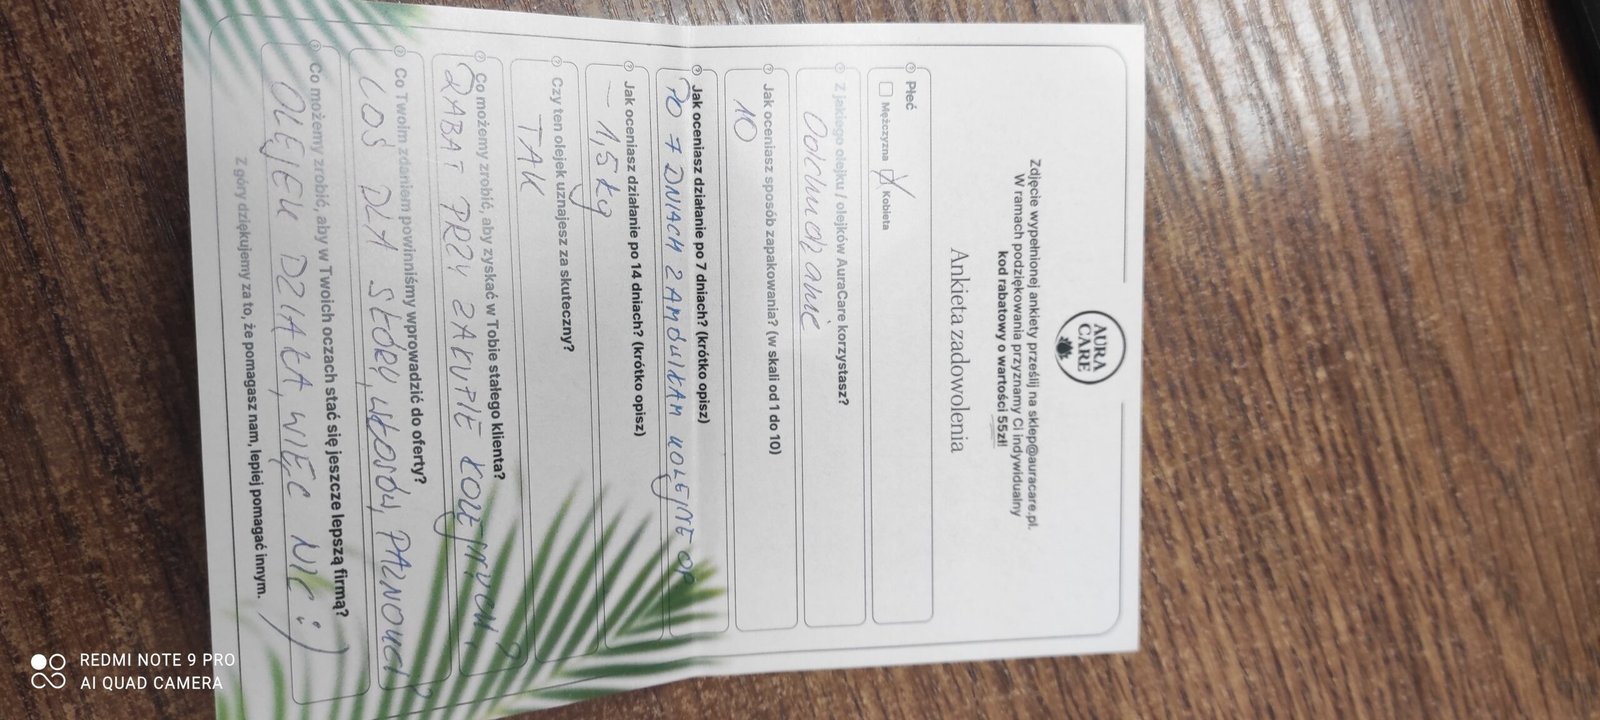 AURA
CARE
Zdjęcie wypełnionej ankiety prześlij na sklep@auracare.pl.
W ramach podziękowania przyznamy Ci indywidualny
kod rabatowy o wartości 55zł!
Ankieta zadowolenia
Płeć
Mężczyzna Kobieta
Z jakiego olejku / olejków AuraCare korzystasz?
Odchudzanie
Jak oceniasz sposób zapakowania? (w skali od 1 do 10)
10
Jak oceniasz działanie po 7 dniach? (krótko opisz)
PO 7 DNIACH ZAMÓWIŁAM KOLEJNE OP
Jak oceniasz działanie po 14 dniach? (krótko opisz)
- 1,5 kg
Czy ten olejek uznajesz za skuteczny?
TAK
Co możemy zrobić, aby zyskać w Tobie stałego klienta?
RABAT PRZY ZAKUPIE KOLEJNYCH?
Co Twoim zdaniem powinniśmy wprowadzić do oferty?
COŚ DLA SKÓRY, WŁOSÓW, PAZNOKCI?
Co możemy zrobić, aby w Twoich oczach stać się jeszcze lepszą firmą?
OLEJEK DZIAŁA, WIĘC NIC :)
Z góry dziękujemy za to, że pomagasz nam, lepiej pomagać innym.
REDMI NOTE 9 PRO
AI QUAD CAMERA